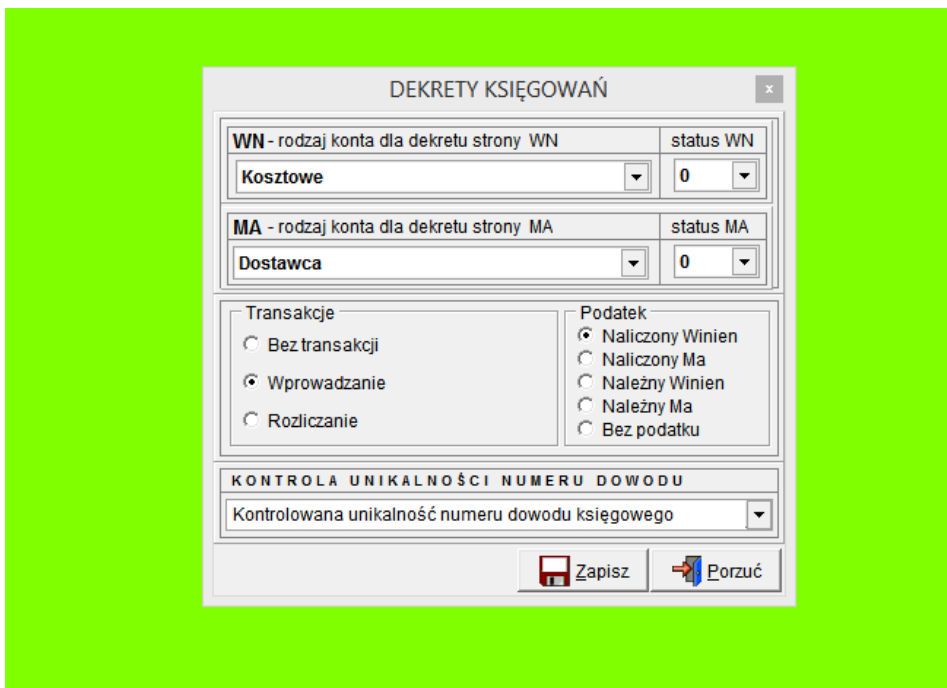 DEKRETY KSIĘGOWAŃ
x
WN - rodzaj konta dla dekretu strony WN
status WN
Kosztowe
0
MA - rodzaj konta dla dekretu strony MA
status MA
Dostawca
0
Transakcje
Bez transakcji
Wprowadzanie
Rozliczanie
Podatek
Naliczony Winien
Naliczony Ma
Należny Winien
Należny Ma
Bez podatku
KONTROLA UNIKALNOŚCI NUMERU DOWODU
Kontrolowana unikalność numeru dowodu księgowego
Zapisz
Porzuć